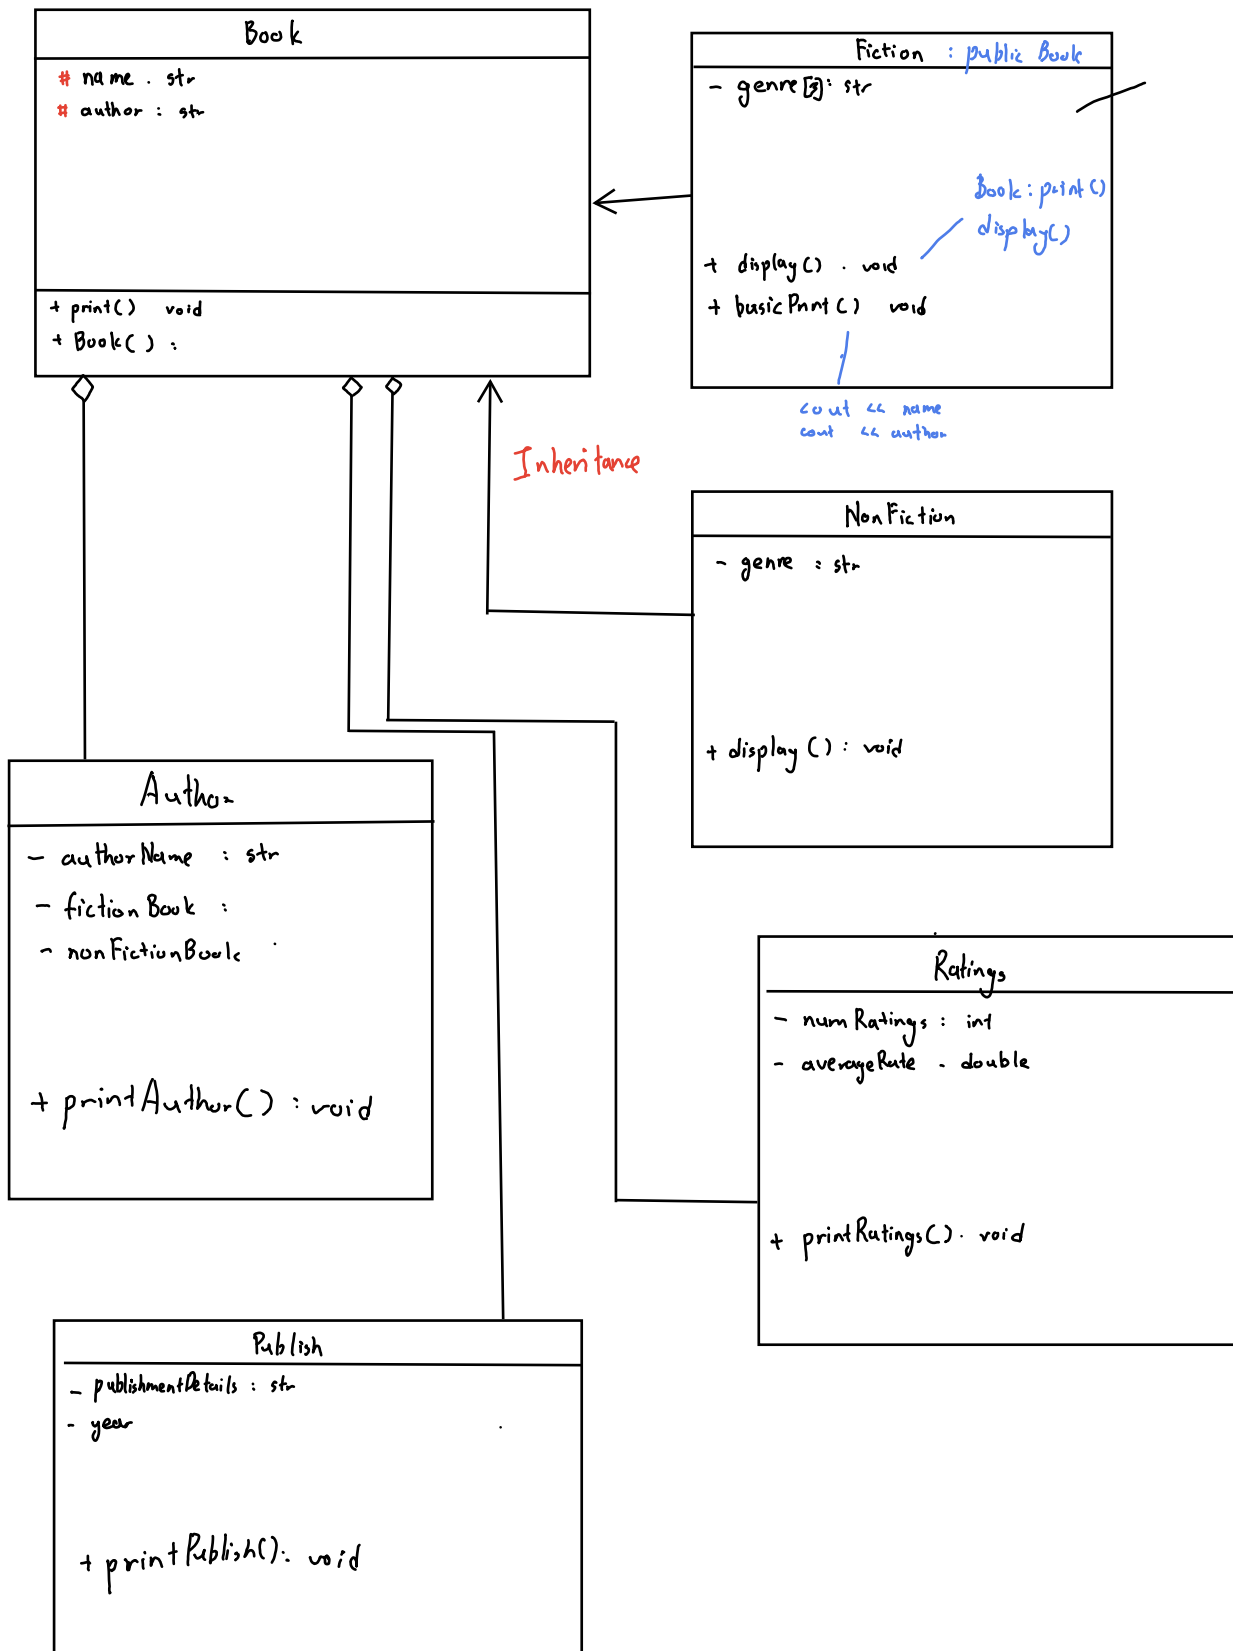 Book
# name . str
# author : str
+ print() void
+ Book() :
Fiction : public Book
- genre[3] : str
Book : print()
display()
+ display() . void
+ basicPrint() void
cout << name
cout << author
Inheritance
NonFiction
- genre : str
+ display() : void
Author
- authorName : str
- fictionBook :
- nonFictionBook
+ printAuthor() : void
Ratings
- numRatings : int
- averageRate . double
+ printRatings() . void
Publish
- publishmentDetails : str
- year
+ printPublish() : void